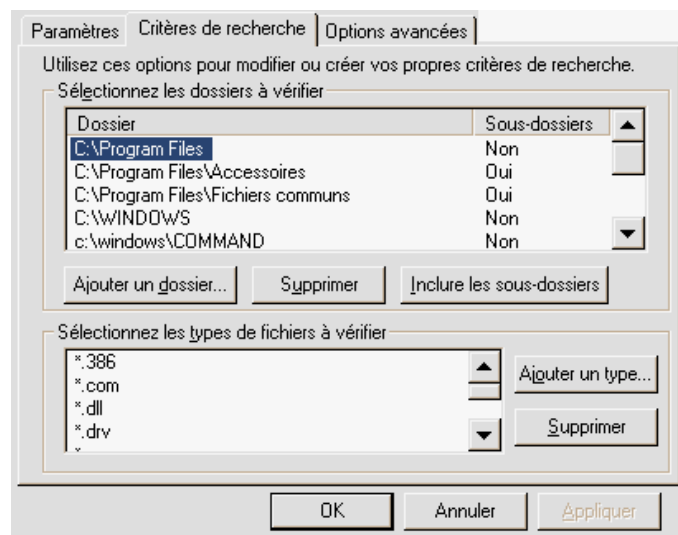 Paramètres Critères de recherche Options avancées
Utilisez ces options pour modifier ou créer vos propres critères de recherche.
Sélectionnez les dossiers à vérifier
Dossier Sous-dossiers
C:\Program Files Non
C:\Program Files\Accessoires Oui
C:\Program Files\Fichiers communs Oui
C:\WINDOWS Non
c:\windows\COMMAND Non
Ajouter un dossier... Supprimer Inclure les sous-dossiers
Sélectionnez les types de fichiers à vérifier
*.386
*.com
*.dll
*.drv
Ajouter un type...
Supprimer
OK Annuler Appliquer